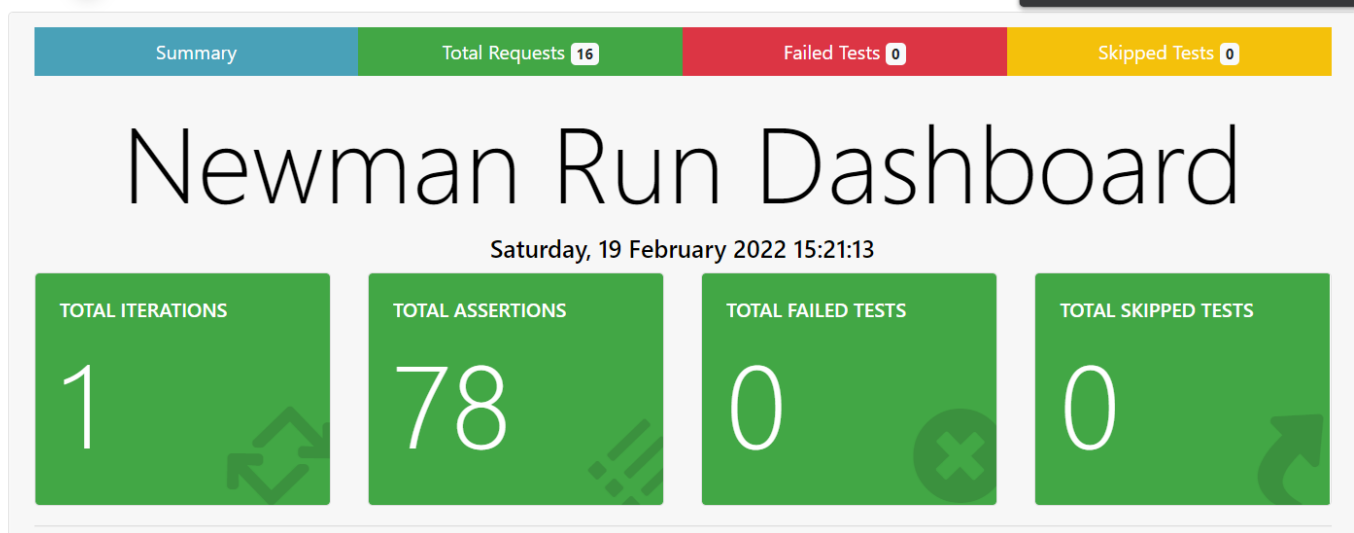 Summary Total Requests 16 Failed Tests 0 Skipped Tests 0
Newman Run Dashboard
Saturday, 19 February 2022 15:21:13
TOTAL ITERATIONS TOTAL ASSERTIONS TOTAL FAILED TESTS TOTAL SKIPPED TESTS
1 78 0 0